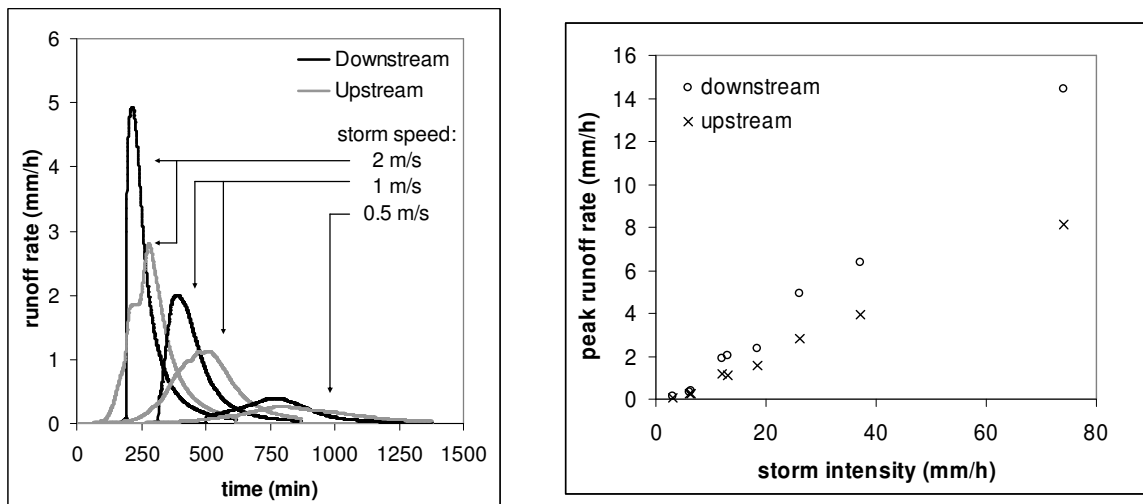 6
5
4
3
2
1
0
runoff rate (mm/h)
Downstream
Upstream
storm speed:
2 m/s
1 m/s
0.5 m/s
0 250 500 750 1000 1250 1500
time (min)
16
14
12
10
8
6
4
2
0
peak runoff rate (mm/h)
downstream
upstream
0 20 40 60 80
storm intensity (mm/h)